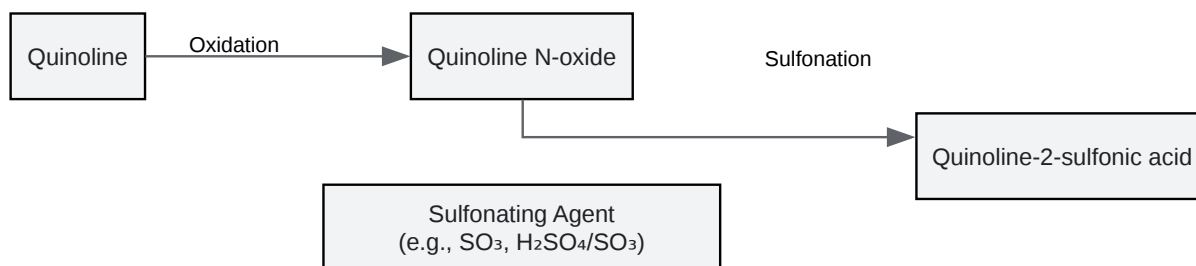 Quinoline
Oxidation
Quinoline N-oxide
Sulfonation
Quinoline-2-sulfonic acid
Sulfonating Agent
(e.g., SO₃, H₂SO₄/SO₃)